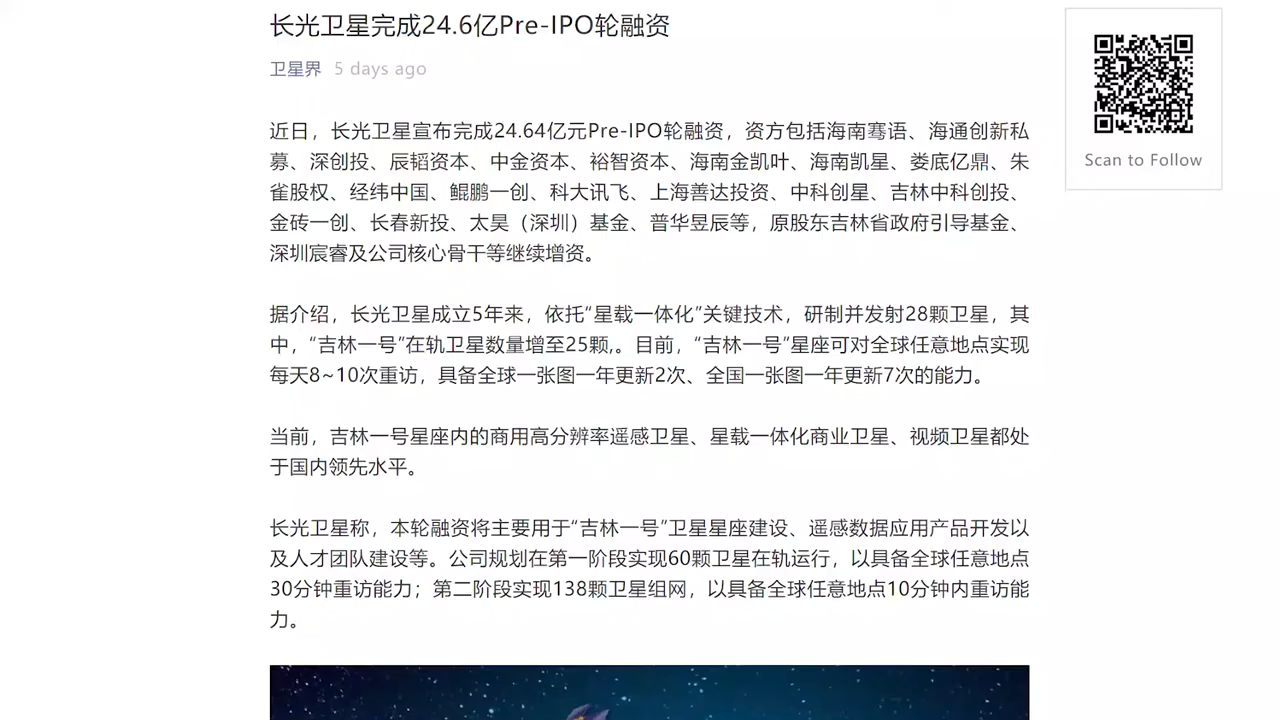 长光卫星完成24.6亿Pre-IPO轮融资
卫星界 5 days ago
近日，长光卫星宣布完成24.64亿元Pre-IPO轮融资，资方包括海南骞语、海通创新私
募、深创投、辰韬资本、中金资本、裕智资本、海南金凯叶、海南凯星、娄底亿鼎、朱
雀股权、经纬中国、鲲鹏一创、科大讯飞、上海善达投资、中科创星、吉林中科创投、
金砖一创、长春新投、太昊（深圳）基金、普华昱辰等，原股东吉林省政府引导基金、
深圳宸睿及公司核心骨干等继续增资。
据介绍，长光卫星成立5年来，依托“星载一体化”关键技术，研制并发射28颗卫星，其
中，“吉林一号”在轨卫星数量增至25颗,。目前，“吉林一号”星座可对全球任意地点实现
每天8~10次重访，具备全球一张图一年更新2次、全国一张图一年更新7次的能力。
当前，吉林一号星座内的商用高分辨率遥感卫星、星载一体化商业卫星、视频卫星都处
于国内领先水平。
长光卫星称，本轮融资将主要用于“吉林一号”卫星星座建设、遥感数据应用产品开发以
及人才团队建设等。公司规划在第一阶段实现60颗卫星在轨运行，以具备全球任意地点
30分钟重访能力；第二阶段实现138颗卫星组网，以具备全球任意地点10分钟内重访能
力。
Scan to Follow